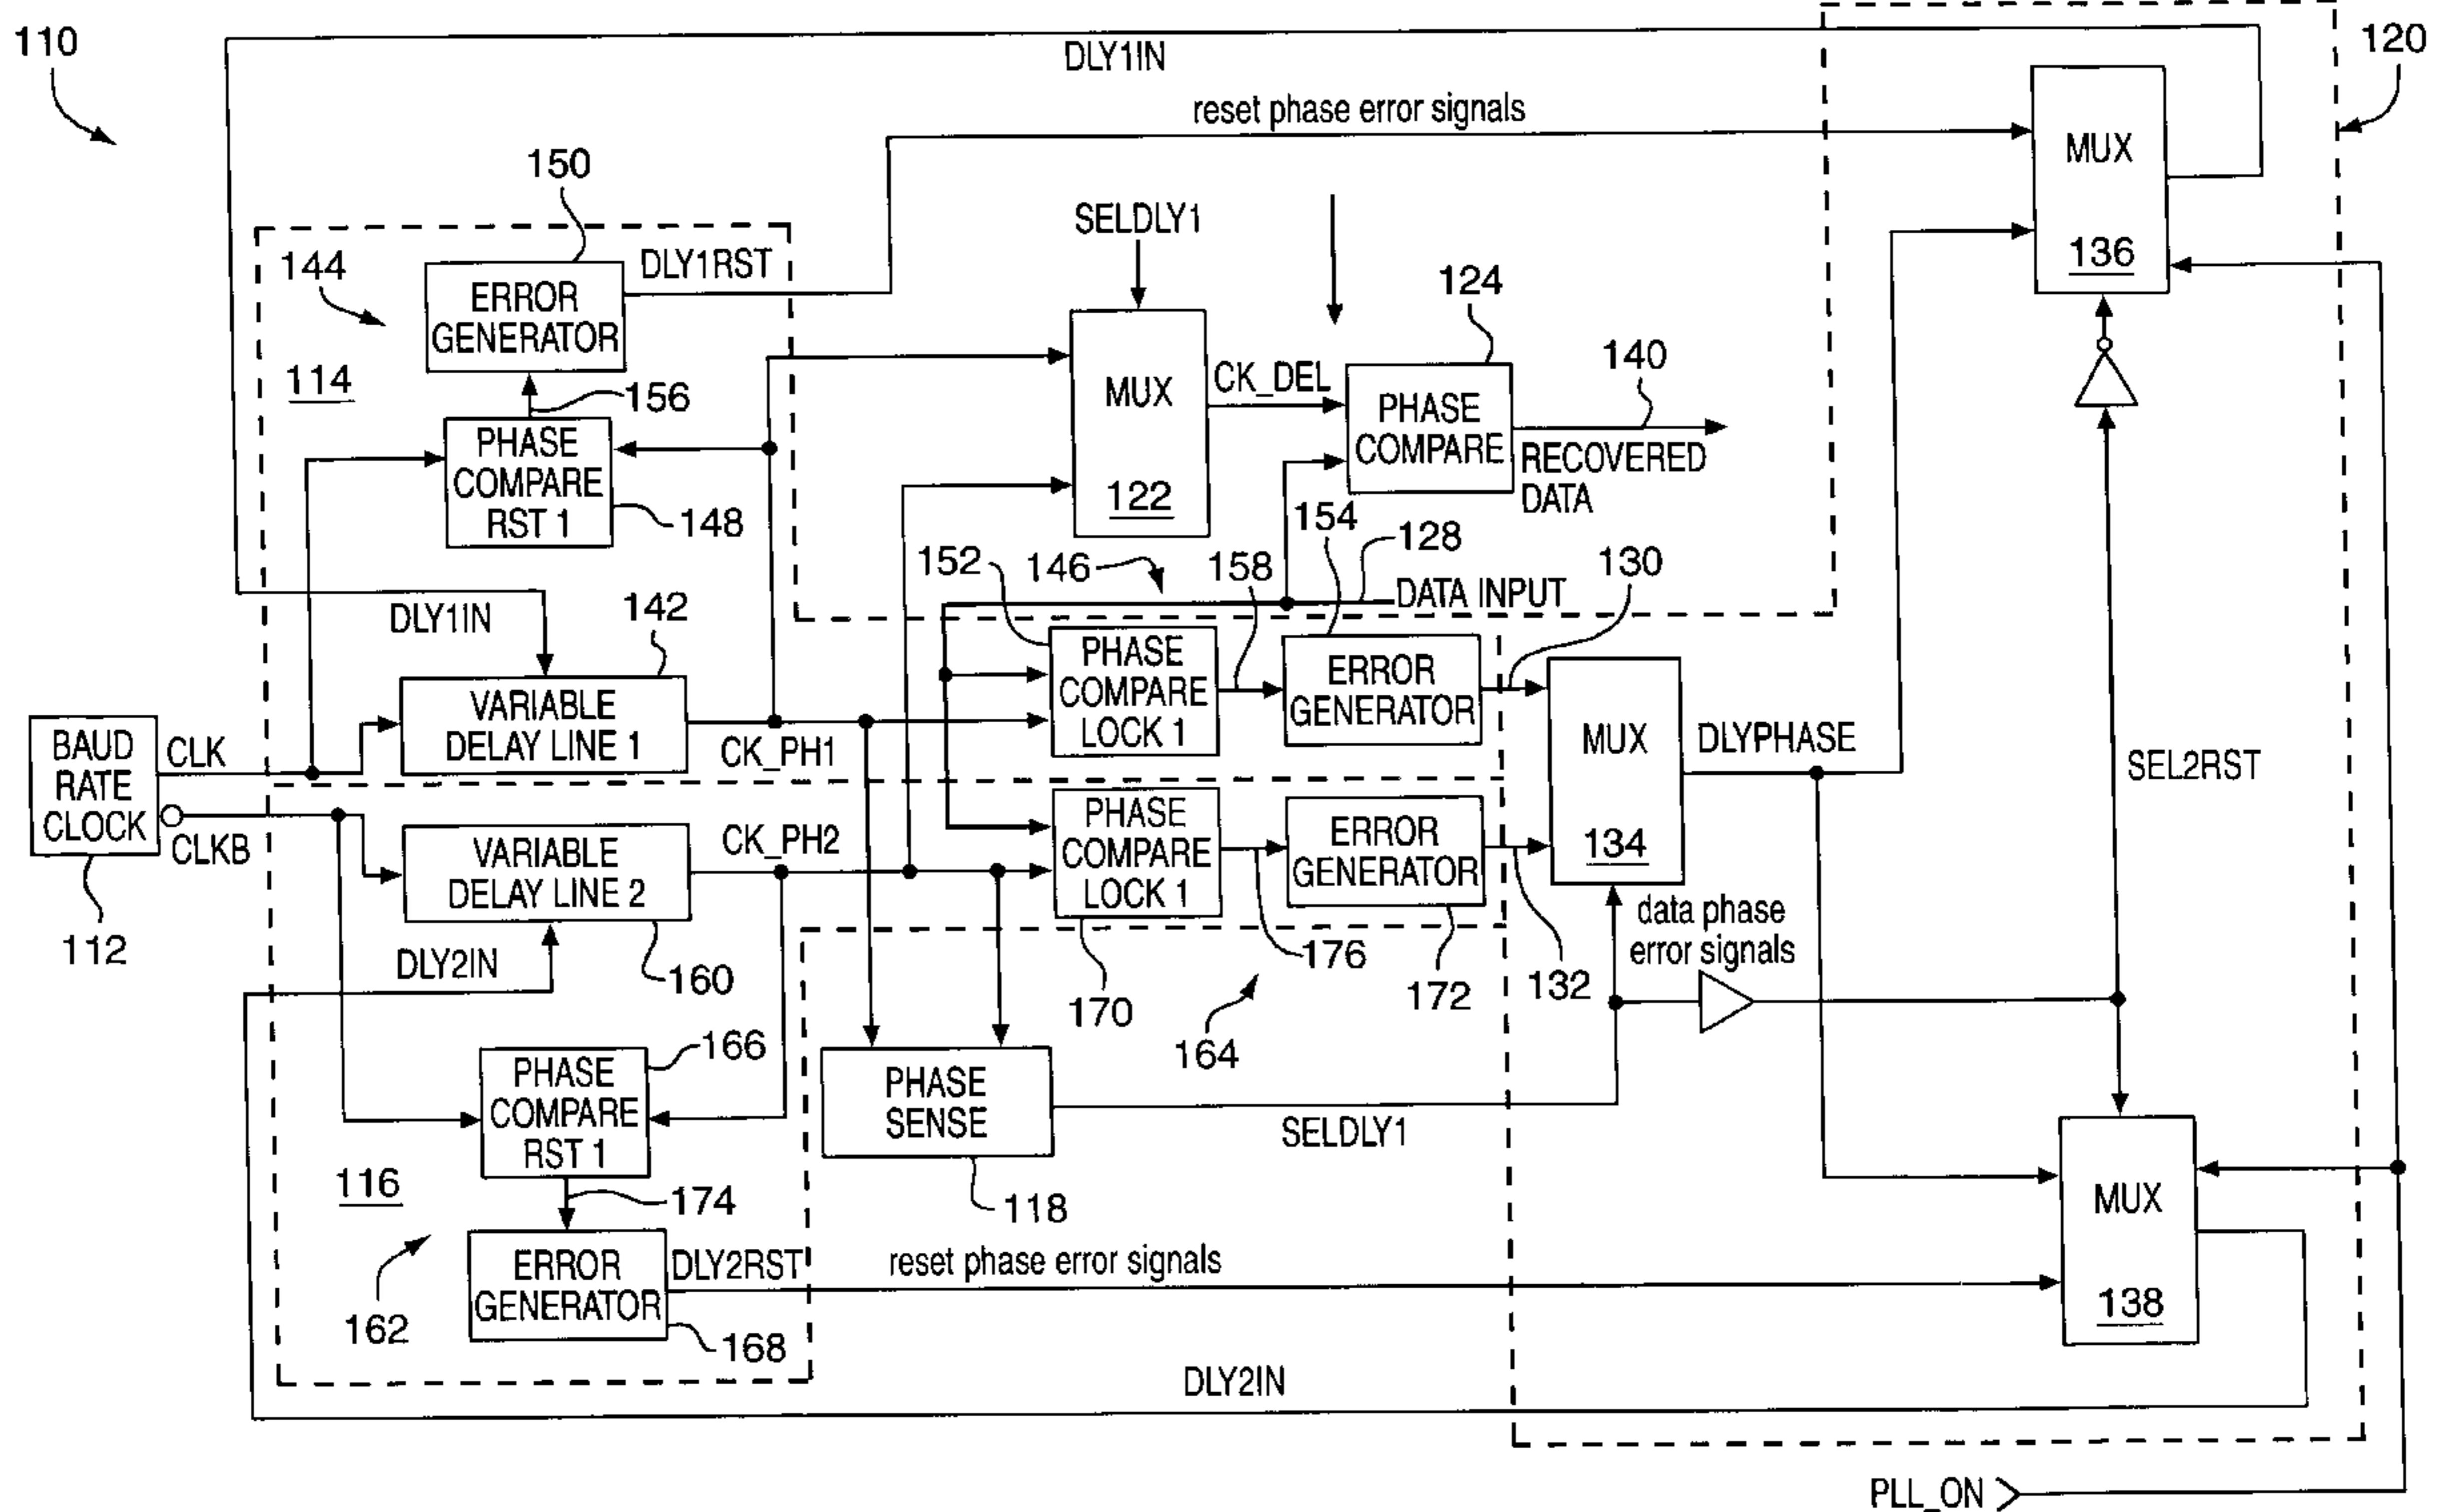 110
DLY1IN
120
reset phase error signals
MUX
136
150
144
DLY1RST
ERROR
GENERATOR
114
156
PHASE
COMPARE
RST 1
148
SELDLY1
MUX
122
CK_DEL
124
PHASE
COMPARE
140
RECOVERED
DATA
154
128
152
146
158
DATA INPUT
130
DLY1IN
142
VARIABLE
DELAY LINE 1
CK_PH1
PHASE
COMPARE
LOCK 1
ERROR
GENERATOR
MUX
134
DLYPHASE
SEL2RST
BAUD
RATE
CLOCK
CLK
CLKB
112
VARIABLE
DELAY LINE 2
CK_PH2
PHASE
COMPARE
LOCK 1
ERROR
GENERATOR
data phase
error signals
DLY2IN
160
170
176
172
132
164
166
PHASE
COMPARE
RST 1
PHASE
SENSE
SELDLY1
116
174
118
MUX
138
162
ERROR
GENERATOR
DLY2RST
reset phase error signals
168
DLY2IN
PLL_ON